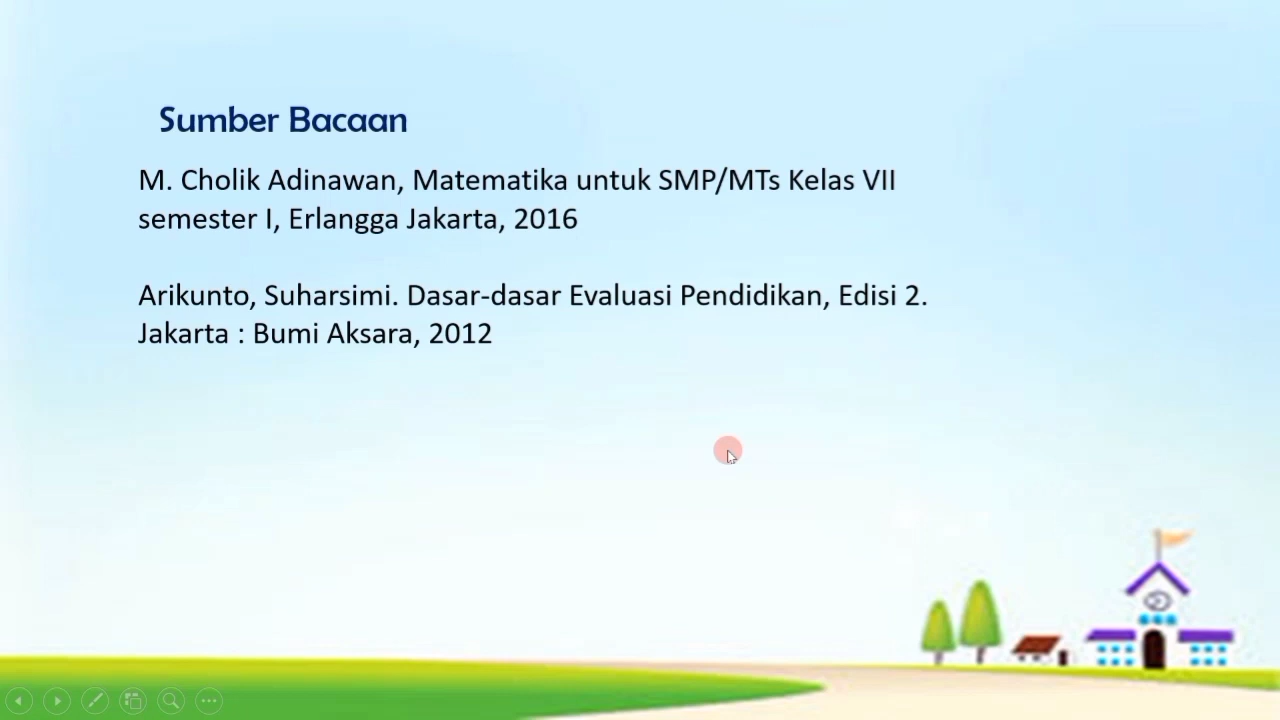 Sumber Bacaan
M. Cholik Adinawan, Matematika untuk SMP/MTs Kelas VII
semester I, Erlangga Jakarta, 2016
Arikunto, Suharsimi. Dasar-dasar Evaluasi Pendidikan, Edisi 2.
Jakarta : Bumi Aksara, 2012